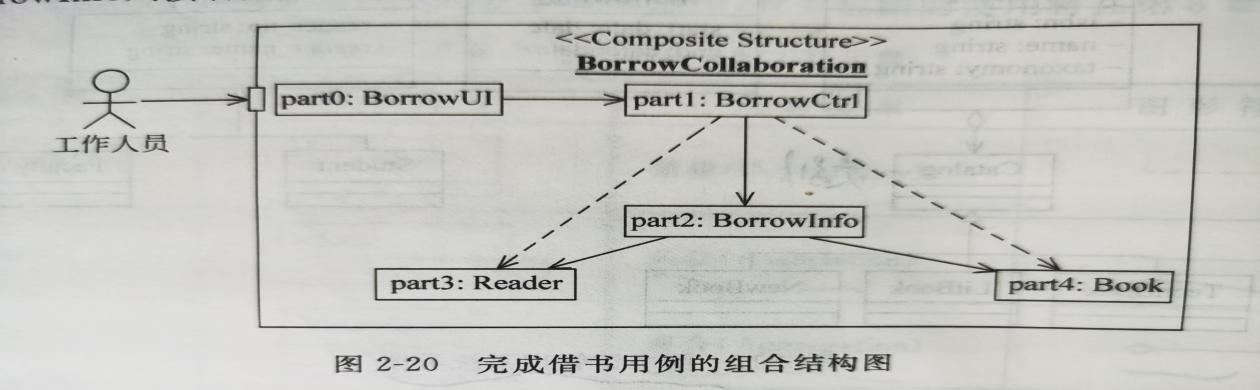 <<Composite Structure>>
BorrowCollaboration
part0: BorrowUI
part1: BorrowCtrl
工作人员
part2: BorrowInfo
part3: Reader
part4: Book
图 2-20 完成借书用例的组合结构图